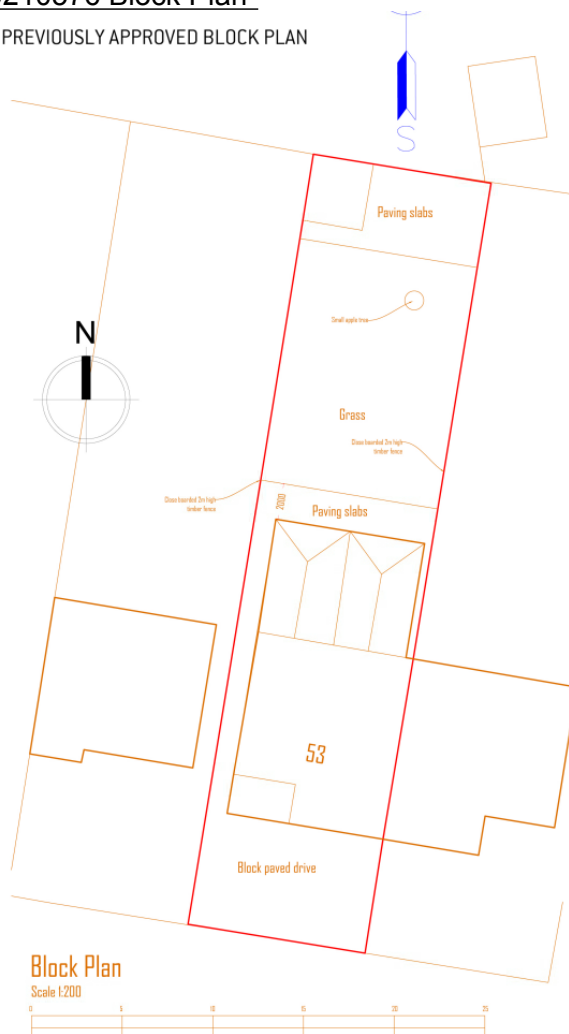 Block Plan
PREVIOUSLY APPROVED BLOCK PLAN
S
Paving slabs
Small apple tree
N
Grass
Close boarded 2m high
timber fence
Close boarded 2m high
timber fence
2000
Paving slabs
53
Block paved drive
Block Plan
Scale 1:200
0 5 10 15 20 25